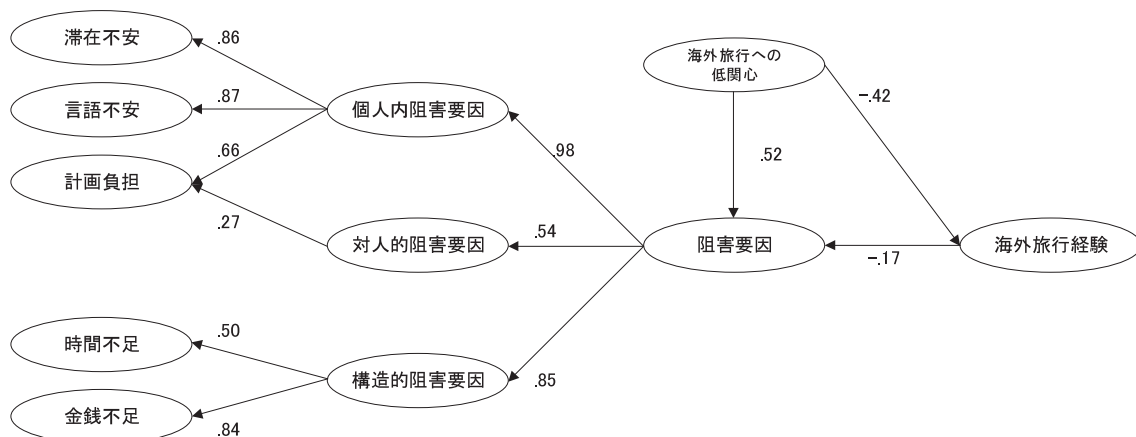 滞在不安
.86
海外旅行への
低関心
言語不安
.87
個人内阻害要因
-.42
.66
.98
.52
計画負担
.27
対人的阻害要因
.54
阻害要因
海外旅行経験
-.17
時間不足
.50
構造的阻害要因
.85
金銭不足
.84